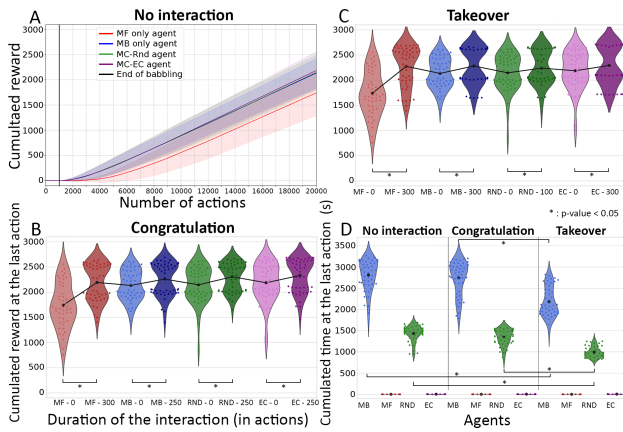 A
No interaction
Cumultaed reward
3000
2500
2000
1500
1000
500
0
MF only agent
MB only agent
MC-Rnd agent
MC-EC agent
End of babbling
0 2000 4000 5000 6000 7000 8000 9000 10000 12000 14000 16000 18000 20000
Number of actions
B
Congratulation
Cumulated reward at the last action
3000
2500
2000
1500
1000
500
0
*
*
*
*
MF - 0 MF - 300 MB - 0 MB - 250 RND - 0 RND - 250 EC - 0 EC - 250
Duration of the interaction (in actions)
C
Takeover
3000
2500
2000
1500
1000
500
0
*
*
*
*
MF - 0 MF - 300 MB - 0 MB - 300 RND - 0 RND - 100 EC - 0 EC - 300
* : p-value < 0.05
D
No interaction Congratulation Takeover
Cumulated time at the last action (s)
3500
3000
2500
2000
1500
1000
500
0
*
*
*
*
MB MF RND EC MB MF RND EC MB MF RND EC
Agents